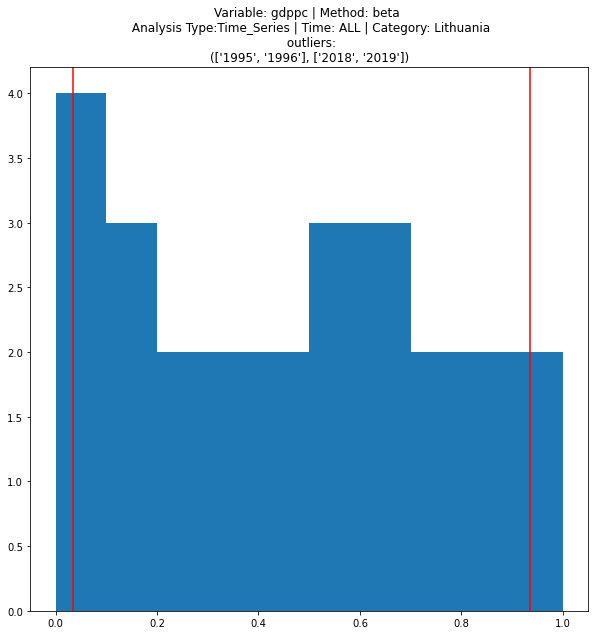 Variable: gdppc | Method: beta
Analysis Type:Time_Series | Time: ALL | Category: Lithuania
outliers:
(['1995', '1996'], ['2018', '2019'])
4.0
3.5
3.0
2.5
2.0
1.5
1.0
0.5
0.0
0.0 0.2 0.4 0.6 0.8 1.0